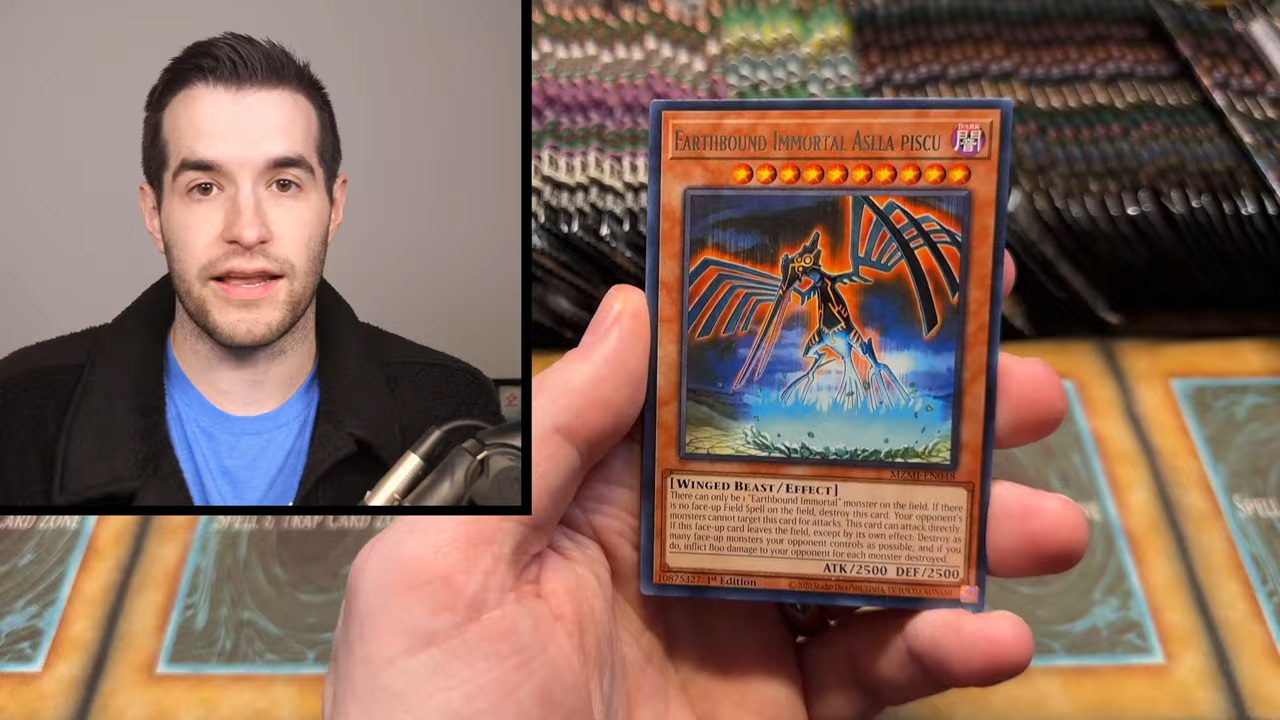 EARTHBOUND IMMORTAL ASLLA PISCU
DARK
闇
MZMI-EN048
[WINGED BEAST/EFFECT]
There can only be 1 "Earthbound Immortal" monster on the field. If there
is no face-up Field Spell on the field, destroy this card. Your opponent's
monsters cannot target this card for attacks. This card can attack directly.
If this face-up card leaves the field, except by its own effect: Destroy as
many face-up monsters your opponent controls as possible, and if you
do, inflict 800 damage to your opponent for each monster destroyed.
ATK/2500 DEF/2500
10875327 1st Edition
©2020 Studio Dice/SHUEISHA, TV TOKYO, KONAMI
CARD ZONE
SPELL & TRAP CARD ZONE
SPELL